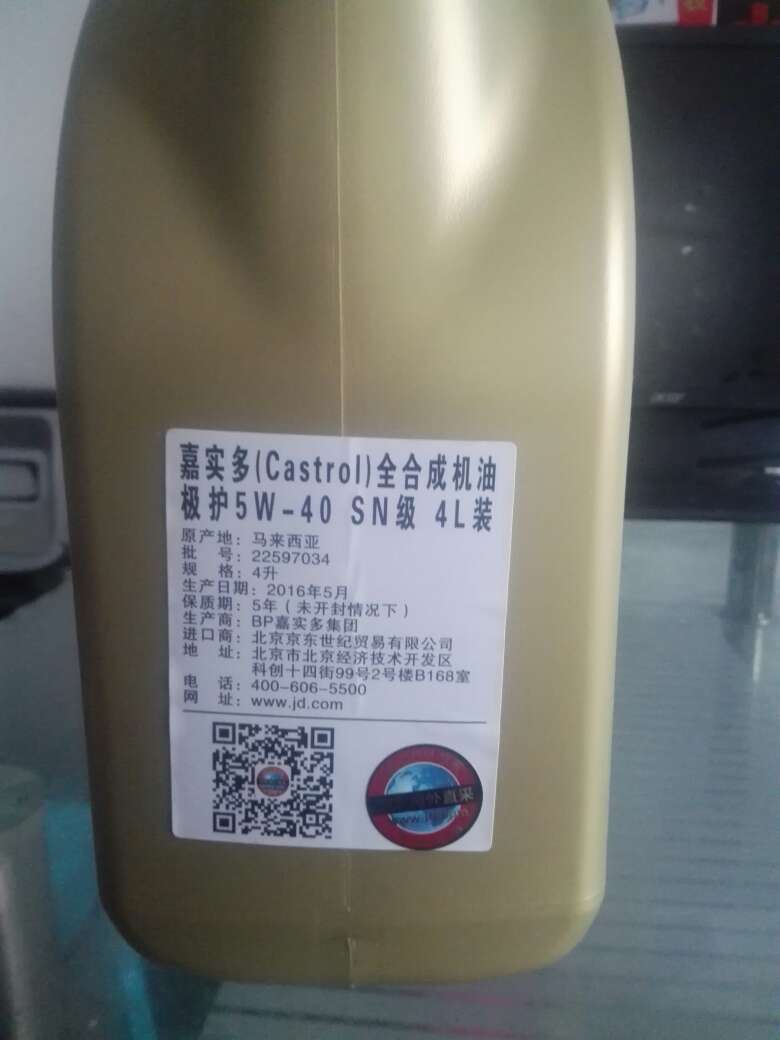 嘉实多(Castrol)全合成机油
极护5W-40 SN级 4L装
原产地：马来西亚
批 号：22597034
规 格：4升
生产日期：2016年5月
保质期：5年（未开封情况下）
生产商：BP嘉实多集团
进口商：北京京东世纪贸易有限公司
地 址：北京市北京经济技术开发区
科创十四街99号2号楼B168室
电 话：400-606-5500
网 址：www.jd.com
外直采
acer